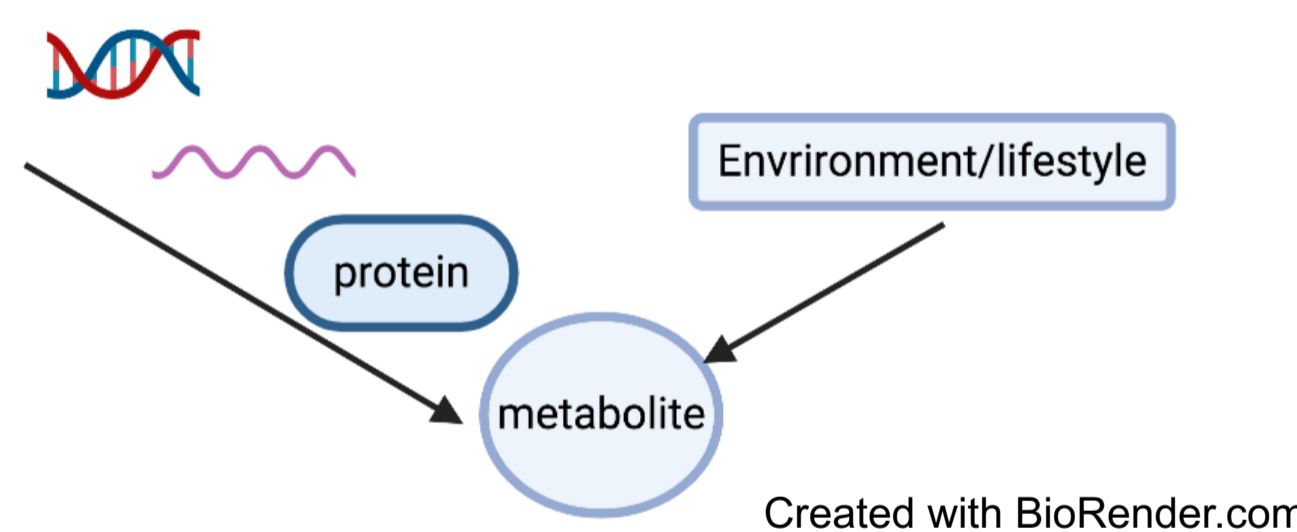 Envrironment/lifestyle
protein
metabolite
Created with BioRender.com